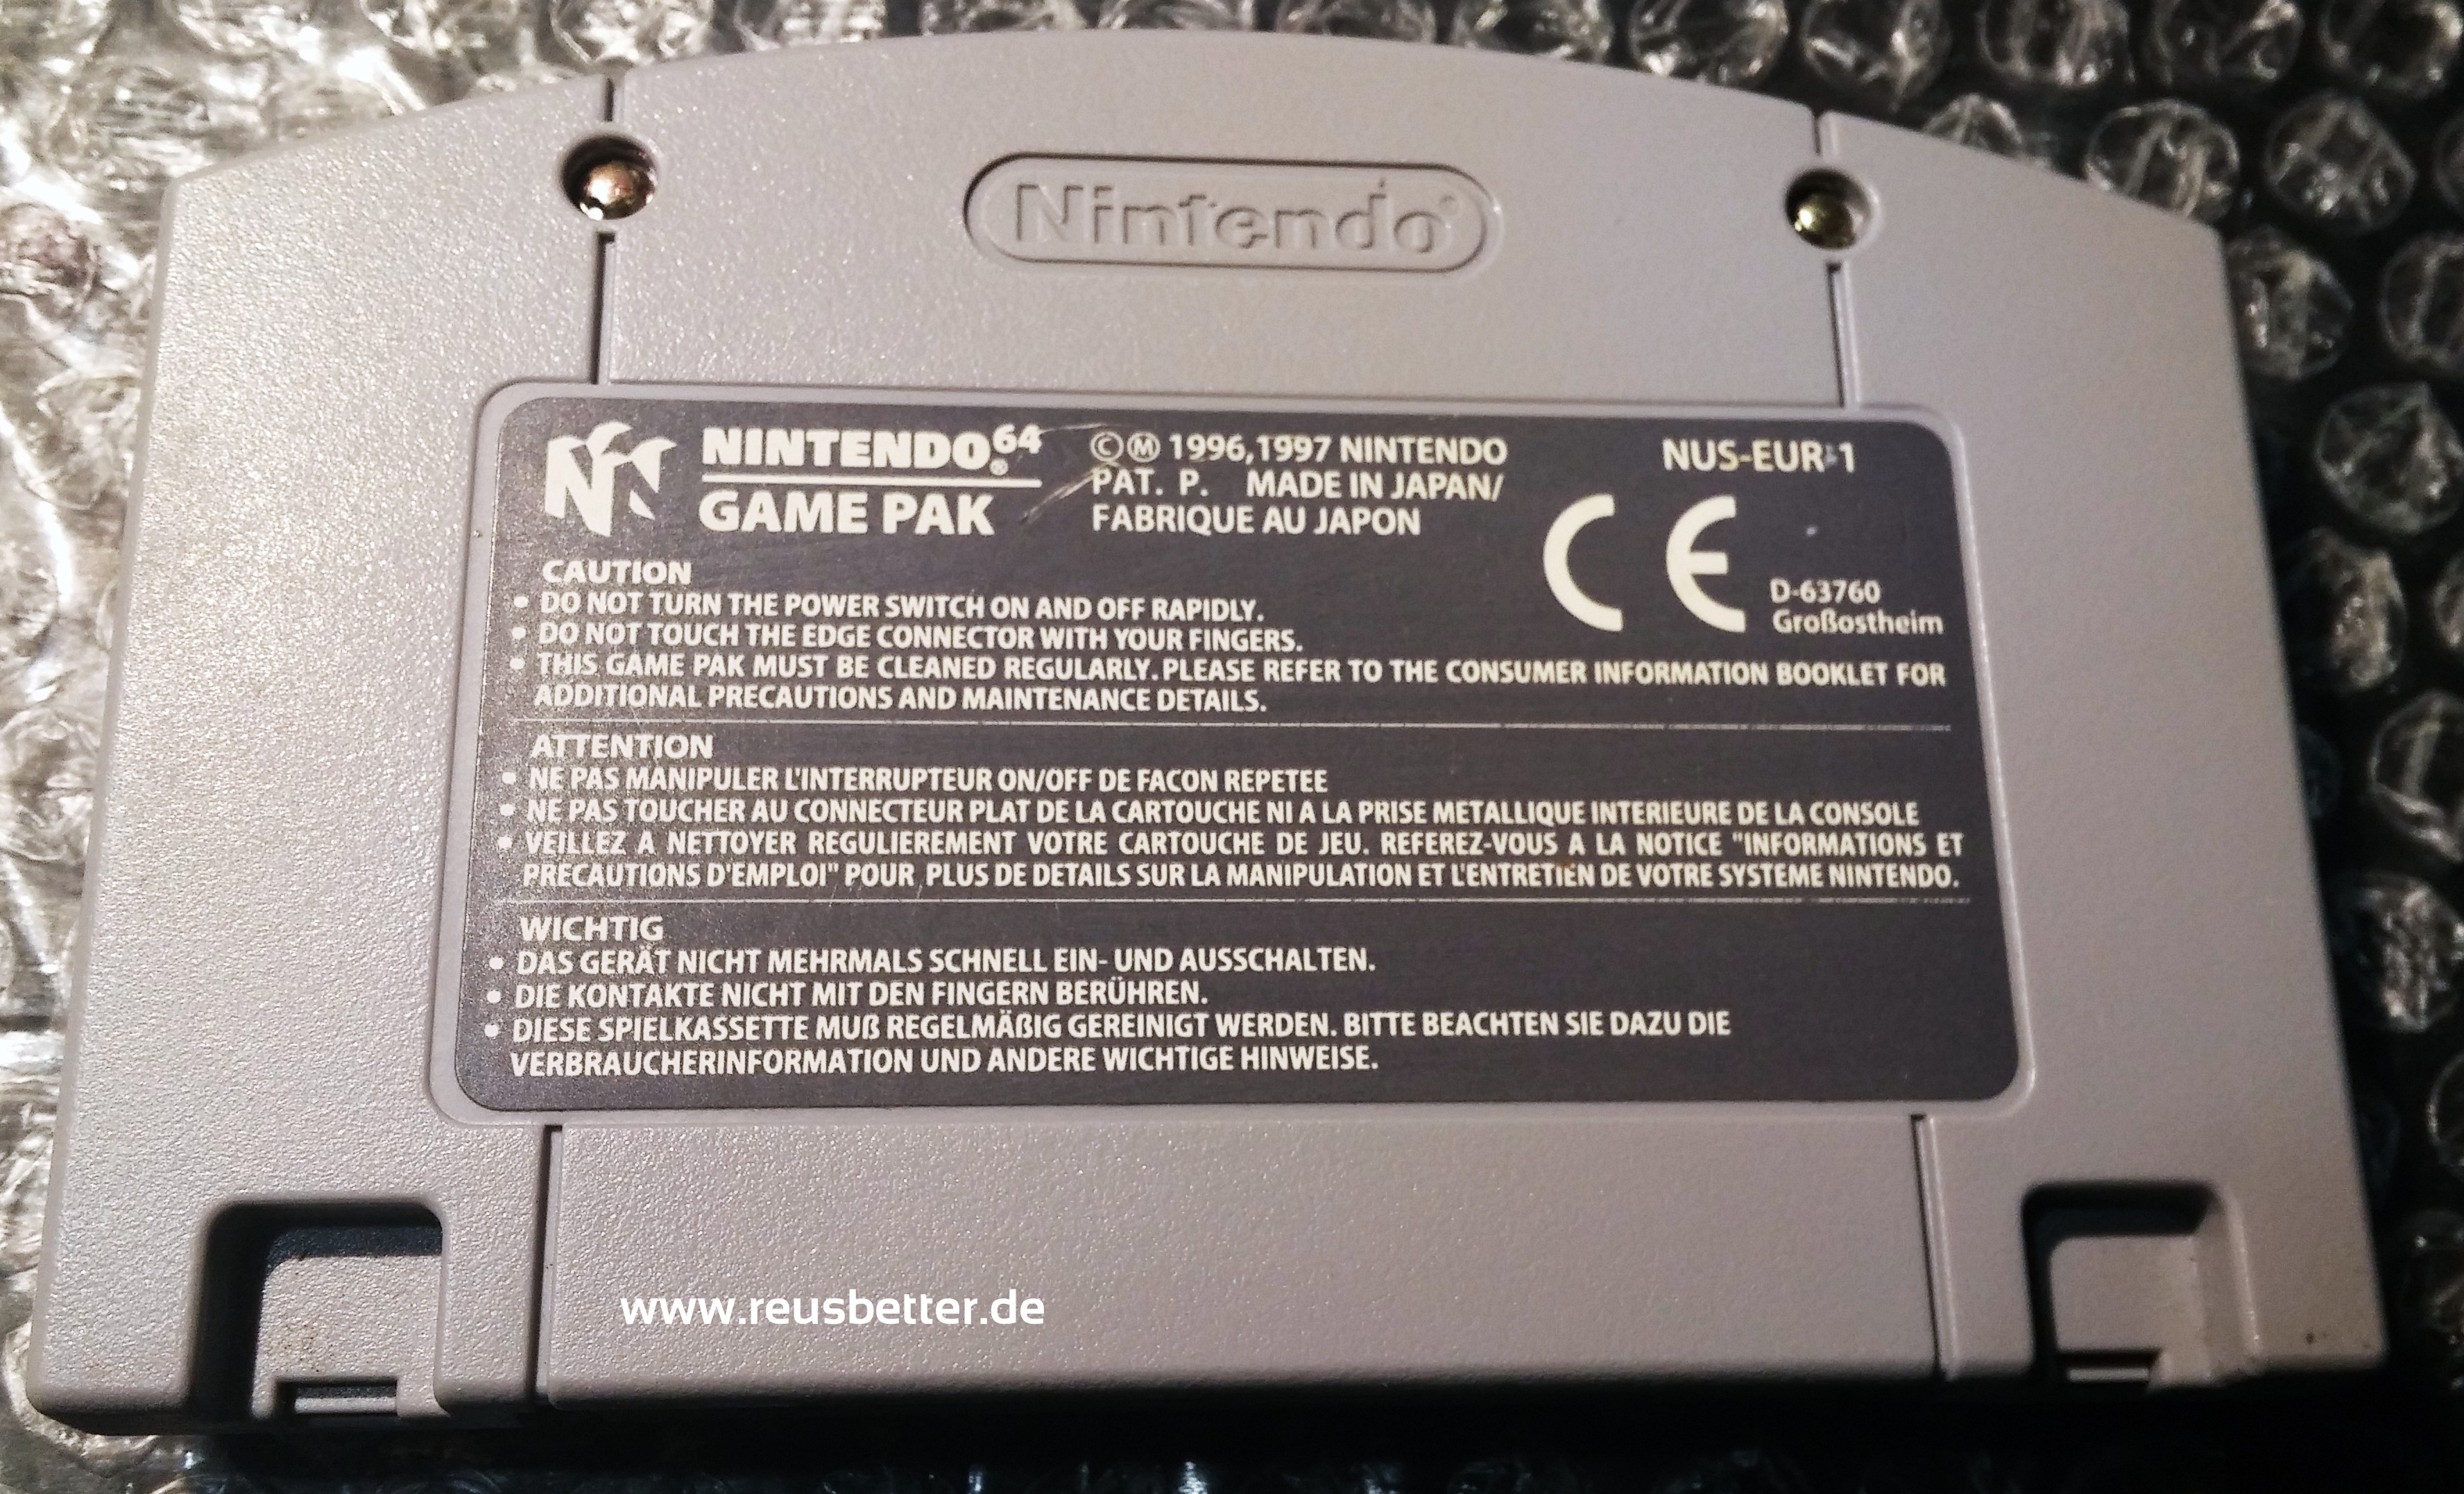 Nintendo®
NINTENDO64®
GAME PAK
©Ⓜ 1996,1997 NINTENDO
PAT. P. MADE IN JAPAN/
FABRIQUE AU JAPON
NUS-EUR-1
CE
D-63760
Großostheim
CAUTION
• DO NOT TURN THE POWER SWITCH ON AND OFF RAPIDLY.
• DO NOT TOUCH THE EDGE CONNECTOR WITH YOUR FINGERS.
• THIS GAME PAK MUST BE CLEANED REGULARLY. PLEASE REFER TO THE CONSUMER INFORMATION BOOKLET FOR
ADDITIONAL PRECAUTIONS AND MAINTENANCE DETAILS.
ATTENTION
• NE PAS MANIPULER L'INTERRUPTEUR ON/OFF DE FACON REPETEE
• NE PAS TOUCHER AU CONNECTEUR PLAT DE LA CARTOUCHE NI A LA PRISE METALLIQUE INTERIEURE DE LA CONSOLE
• VEILLEZ A NETTOYER REGULIEREMENT VOTRE CARTOUCHE DE JEU. REFEREZ-VOUS A LA NOTICE "INFORMATIONS ET
PRECAUTIONS D'EMPLOI" POUR PLUS DE DETAILS SUR LA MANIPULATION ET L'ENTRETIEN DE VOTRE SYSTEME NINTENDO.
WICHTIG
• DAS GERÄT NICHT MEHRMALS SCHNELL EIN- UND AUSSCHALTEN.
• DIE KONTAKTE NICHT MIT DEN FINGERN BERÜHREN.
• DIESE SPIELKASSETTE MUß REGELMÄßIG GEREINIGT WERDEN. BITTE BEACHTEN SIE DAZU DIE
VERBRAUCHERINFORMATION UND ANDERE WICHTIGE HINWEISE.
www.reusbetter.de